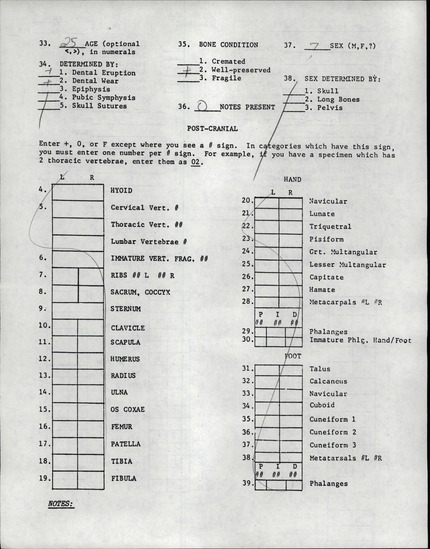 33. 25 AGE (optional
<,>), in numerals
34. DETERMINED BY:
+ 1. Dental Eruption
+ 2. Dental Wear
3. Epiphysis
4. Pubic Symphysis
5. Skull Sutures
35. BONE CONDITION
1. Cremated
+ 2. Well-preserved
3. Fragile
36. 0 NOTES PRESENT
37. ? SEX (M,F,?)
38. SEX DETERMINED BY:
1. Skull
2. Long Bones
3. Pelvis
POST-CRANIAL
Enter +, 0, or F except where you see a # sign. In categories which have this sign,
you must enter one number per # sign. For example, if you have a specimen which has
2 thoracic vertebrae, enter them as 02.
L R
4. HYOID
5. Cervical Vert. #
Thoracic Vert. ##
Lumbar Vertebrae #
6. IMMATURE VERT. FRAG. ##
7. RIBS ## L ## R
8. SACRUM, COCCYX
9. STERNUM
10. CLAVICLE
11. SCAPULA
12. HUMERUS
13. RADIUS
14. ULNA
15. OS COXAE
16. FEMUR
17. PATELLA
18. TIBIA
19. FIBULA
NOTES:
HAND
L R
20. Navicular
21. Lunate
22. Triquetral
23. Pisiform
24. Grt. Multangular
25. Lesser Multangular
26. Capitate
27. Hamate
28. Metacarpals #L #R
P I D
## ## ##
29. Phalanges
30. Immature Phlg. Hand/Foot
FOOT
31. Talus
32. Calcaneus
33. Navicular
34. Cuboid
35. Cuneiform 1
36. Cuneiform 2
37. Cuneiform 3
38. Metatarsals #L #R
P I D
## ## ##
39. Phalanges